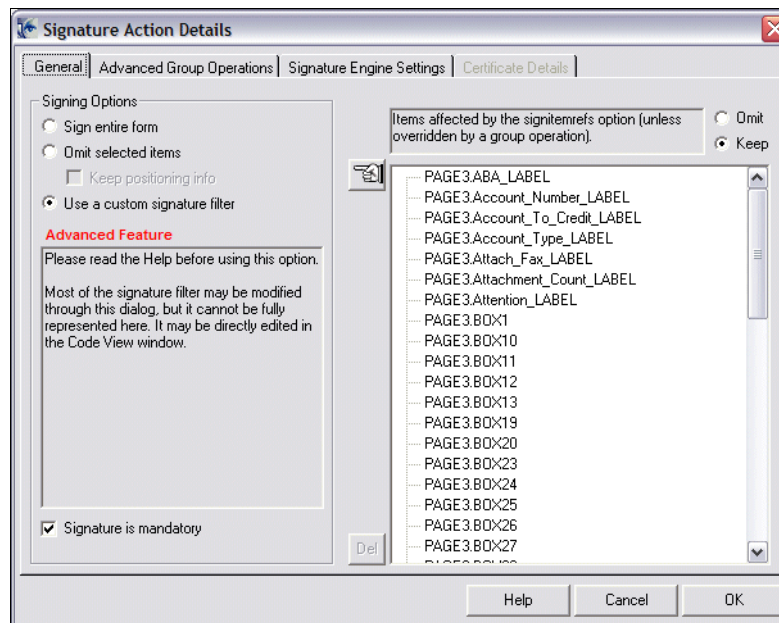 Signature Action Details
General
Advanced Group Operations
Signature Engine Settings
Certificate Details
Signing Options
Sign entire form
Omit selected items
Keep positioning info
Use a custom signature filter
Advanced Feature
Please read the Help before using this option.
Most of the signature filter may be modified
through this dialog, but it cannot be fully
represented here. It may be directly edited in
the Code View window.
Signature is mandatory
Items affected by the signitemrefs option (unless
overridden by a group operation).
Omit
Keep
PAGE3.ABA_LABEL
PAGE3.Account_Number_LABEL
PAGE3.Account_To_Credit_LABEL
PAGE3.Account_Type_LABEL
PAGE3.Attach_Fax_LABEL
PAGE3.Attachment_Count_LABEL
PAGE3.Attention_LABEL
PAGE3.BOX1
PAGE3.BOX10
PAGE3.BOX11
PAGE3.BOX12
PAGE3.BOX13
PAGE3.BOX19
PAGE3.BOX20
PAGE3.BOX23
PAGE3.BOX24
PAGE3.BOX25
PAGE3.BOX26
PAGE3.BOX27
Del
Help
Cancel
OK